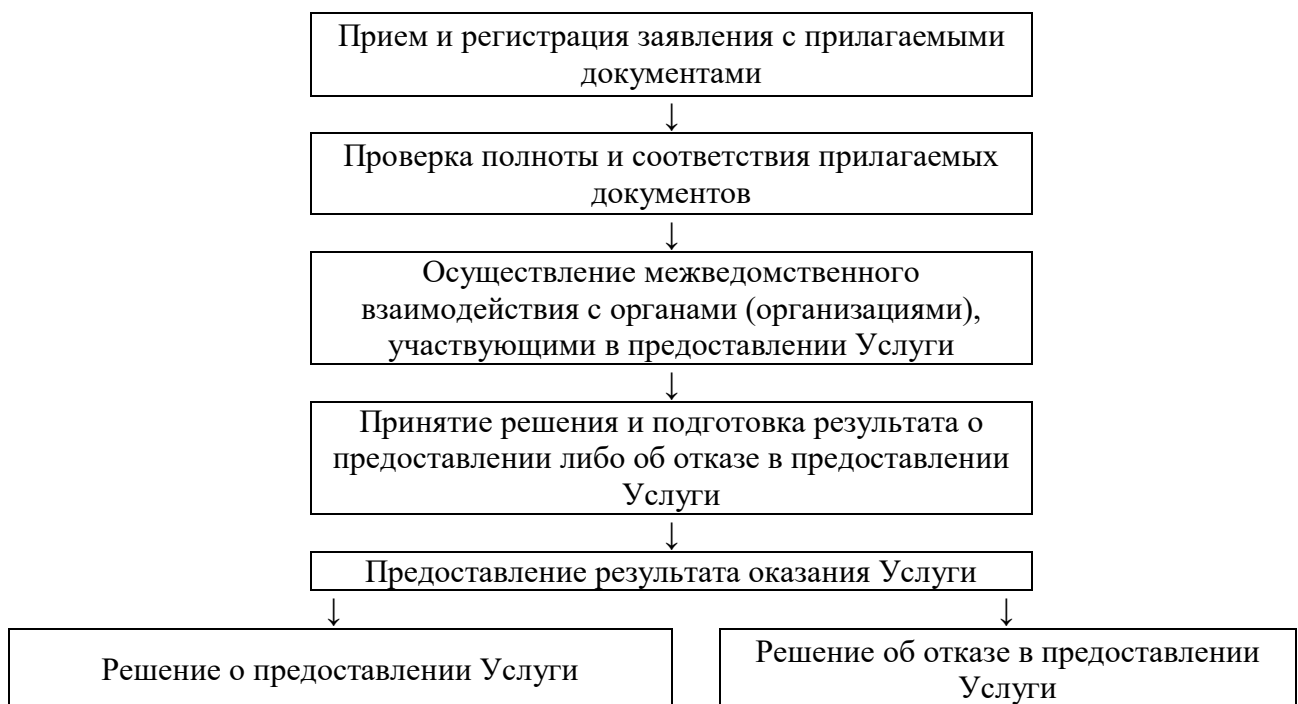 Прием и регистрация заявления с прилагаемыми
документами
↓
Проверка полноты и соответствия прилагаемых
документов
↓
Осуществление межведомственного
взаимодействия с органами (организациями),
участвующими в предоставлении Услуги
↓
Принятие решения и подготовка результата о
предоставлении либо об отказе в предоставлении
Услуги
↓
Предоставление результата оказания Услуги
↓ ↓
Решение о предоставлении Услуги
Решение об отказе в предоставлении
Услуги